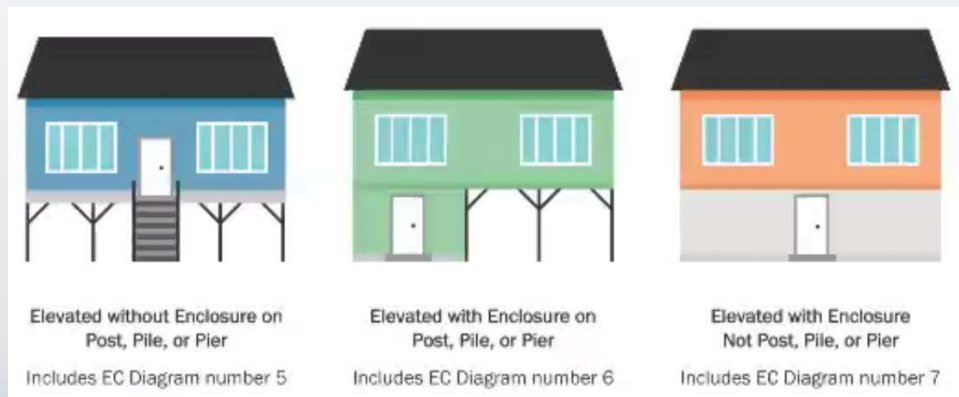 Elevated without Enclosure on
Post, Pile, or Pier
Includes EC Diagram number 5
Elevated with Enclosure on
Post, Pile, or Pier
Includes EC Diagram number 6
Elevated with Enclosure
Not Post, Pile, or Pier
Includes EC Diagram number 7